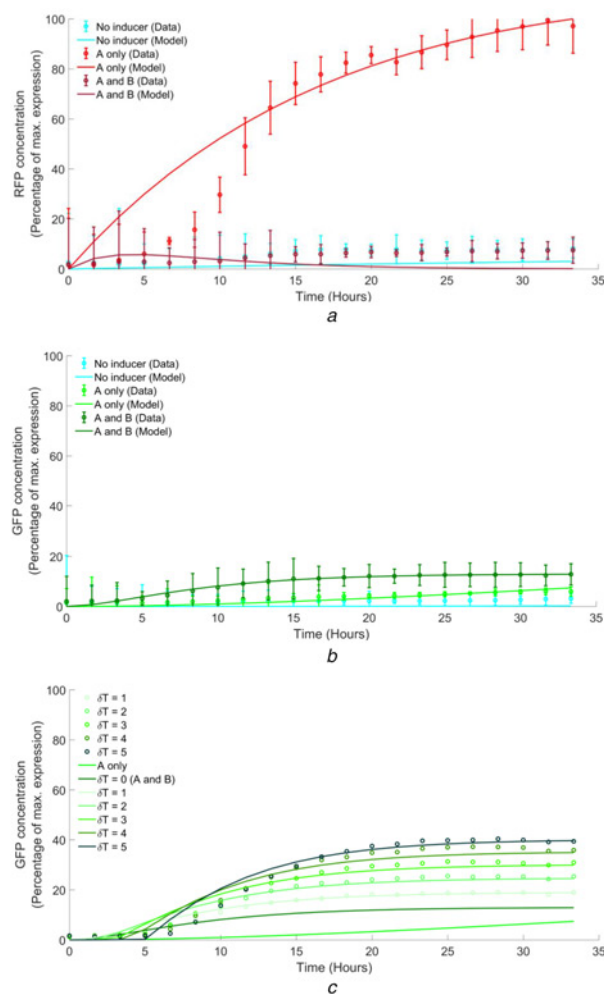 100
80
60
40
20
0
RFP concentration
(Percentage of max. expression)
No inducer (Data)
No inducer (Model)
A only (Data)
A only (Model)
A and B (Data)
A and B (Model)
0 5 10 15 20 25 30 35
Time (Hours)
a
100
80
60
40
20
0
GFP concentration
(Percentage of max. expression)
No inducer (Data)
No inducer (Model)
A only (Data)
A only (Model)
A and B (Data)
A and B (Model)
0 5 10 15 20 25 30 35
Time (Hours)
b
100
80
60
40
20
0
GFP concentration
(Percentage of max. expression)
δT = 1
δT = 2
δT = 3
δT = 4
δT = 5
A only
δT = 0 (A and B)
δT = 1
δT = 2
δT = 3
δT = 4
δT = 5
0 5 10 15 20 25 30 35
Time (Hours)
c